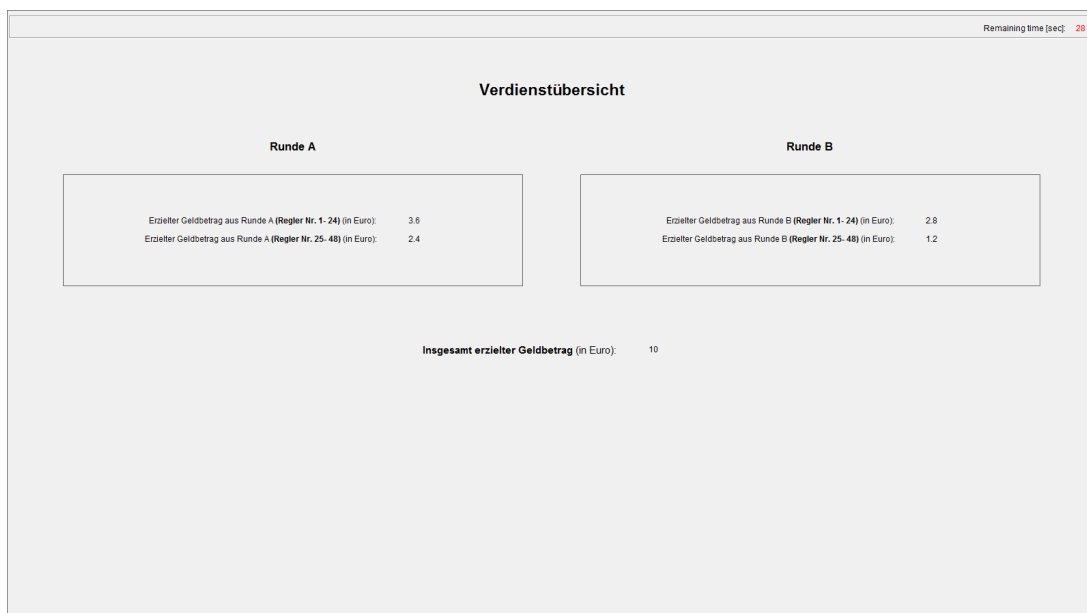 Remaining time [sec]: 28
Verdienstübersicht
Runde A
Erzielter Geldbetrag aus Runde A (Regler Nr. 1- 24) (in Euro): 3.6
Erzielter Geldbetrag aus Runde A (Regler Nr. 25- 48) (in Euro): 2.4
Runde B
Erzielter Geldbetrag aus Runde B (Regler Nr. 1- 24) (in Euro): 2.8
Erzielter Geldbetrag aus Runde B (Regler Nr. 25- 48) (in Euro): 1.2
Insgesamt erzielter Geldbetrag (in Euro): 10